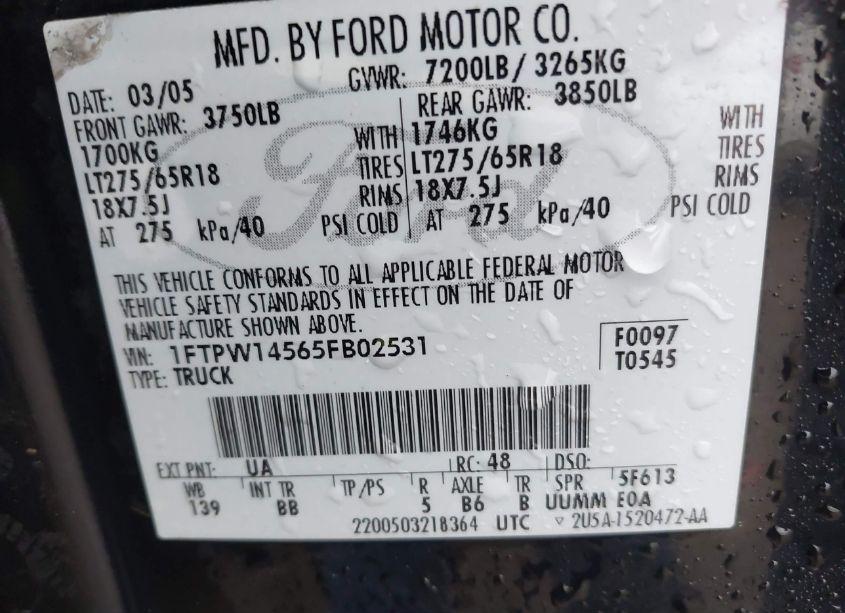 MFD. BY FORD MOTOR CO.
DATE: 03/05 GVWR: 7200LB/ 3265KG
FRONT GAWR: 3750LB REAR GAWR: 3850LB
1700KG WITH 1746KG WITH
LT275/65R18 TIRES LT275/65R18 TIRES
18X7.5J RIMS 18X7.5J RIMS
AT 275 kPa/40 PSI COLD AT 275 kPa/40 PSI COLD
Ford
THIS VEHICLE CONFORMS TO ALL APPLICABLE FEDERAL MOTOR
VEHICLE SAFETY STANDARDS IN EFFECT ON THE DATE OF
MANUFACTURE SHOWN ABOVE.
VIN: 1FTPW14565FB02531 F0097
TYPE: TRUCK T0545
EXT PNT: UA RC: 48 DSO:
WB INT TR TP/PS R AXLE TR SPR 5F613
139 BB 5 B6 B UUMM EOA
2200503218364 UTC ▽ 2U5A-1520472-AA